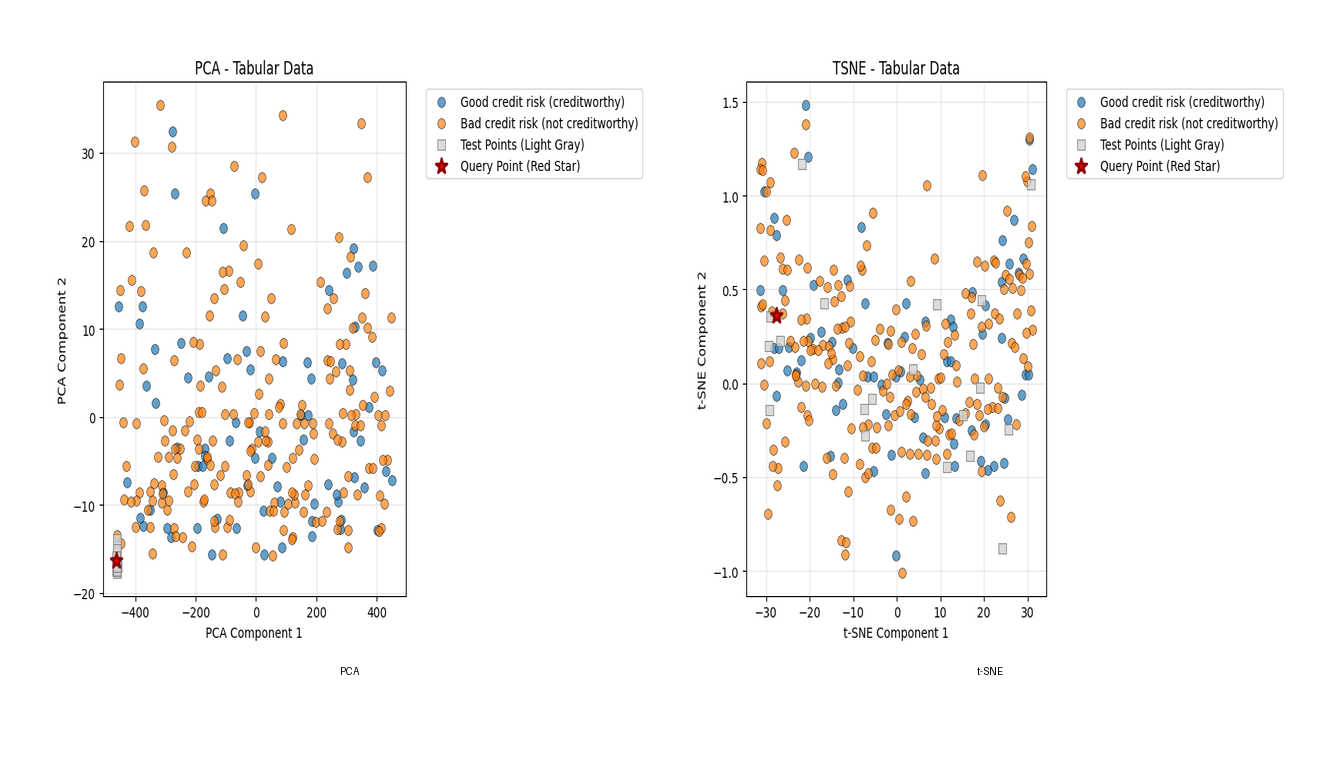 PCA - Tabular Data
PCA Component 2
30
20
10
0
−10
−20
−400
−200
0
200
400
PCA Component 1
Good credit risk (creditworthy)
Bad credit risk (not creditworthy)
Test Points (Light Gray)
Query Point (Red Star)
PCA
TSNE - Tabular Data
t-SNE Component 2
1.5
1.0
0.5
0.0
−0.5
−1.0
−30
−20
−10
0
10
20
30
t-SNE Component 1
Good credit risk (creditworthy)
Bad credit risk (not creditworthy)
Test Points (Light Gray)
Query Point (Red Star)
t-SNE